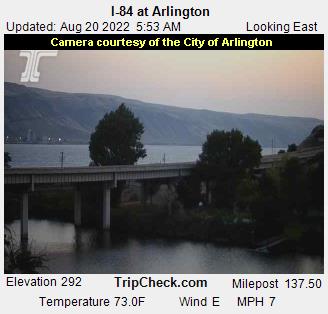 I-84 at Arlington
Updated: Aug 20 2022 5:53 AM Looking East
Camera courtesy of the City of Arlington
Elevation 292 TripCheck.com Milepost 137.50
Temperature 73.0F Wind E MPH 7